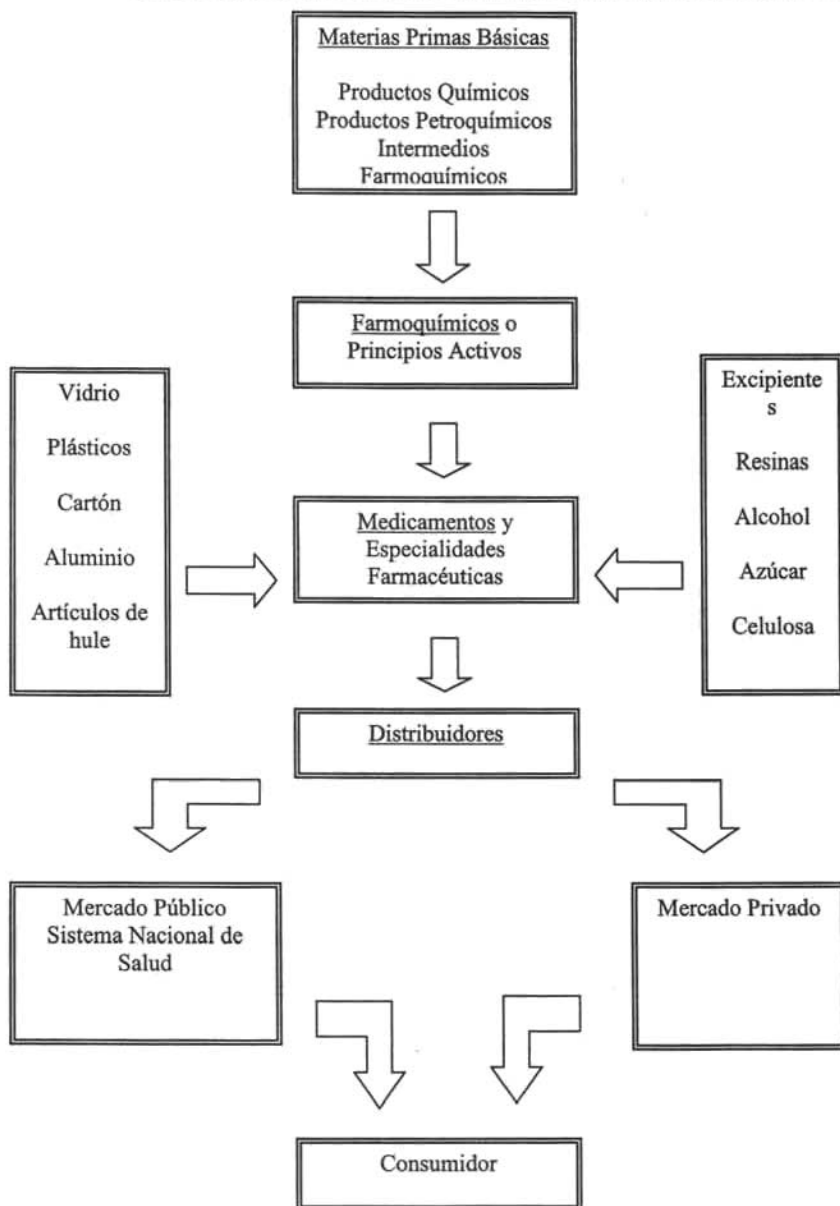 Materias Primas Básicas
Productos Químicos
Productos Petroquímicos
Intermedios
Farmoquímicos
Farmoquímicos o
Principios Activos
Vidrio
Plásticos
Cartón
Aluminio
Artículos de
hule
Medicamentos y
Especialidades
Farmacéuticas
Excipiente
s
Resinas
Alcohol
Azúcar
Celulosa
Distribuidores
Mercado Público
Sistema Nacional de
Salud
Mercado Privado
Consumidor